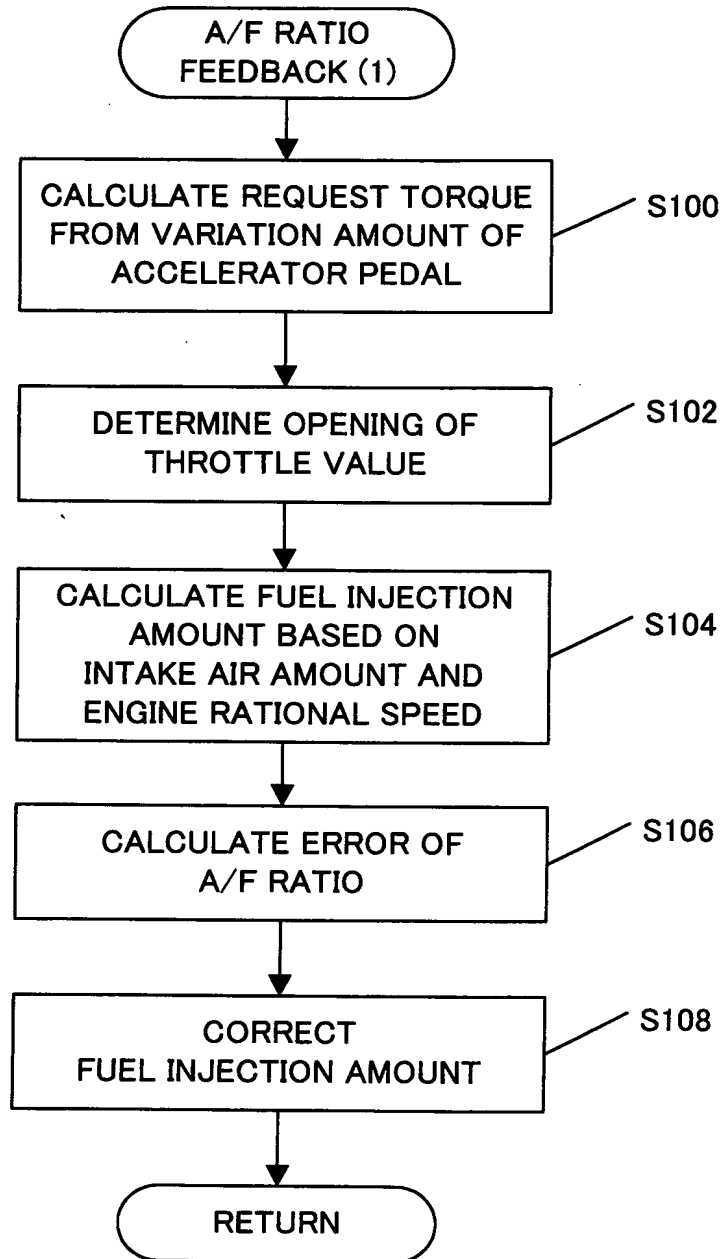 A/F RATIO
FEEDBACK (1)
CALCULATE REQUEST TORQUE
FROM VARIATION AMOUNT OF
ACCELERATOR PEDAL
S100
DETERMINE OPENING OF
THROTTLE VALUE
S102
CALCULATE FUEL INJECTION
AMOUNT BASED ON
INTAKE AIR AMOUNT AND
ENGINE RATIONAL SPEED
S104
CALCULATE ERROR OF
A/F RATIO
S106
CORRECT
FUEL INJECTION AMOUNT
S108
RETURN